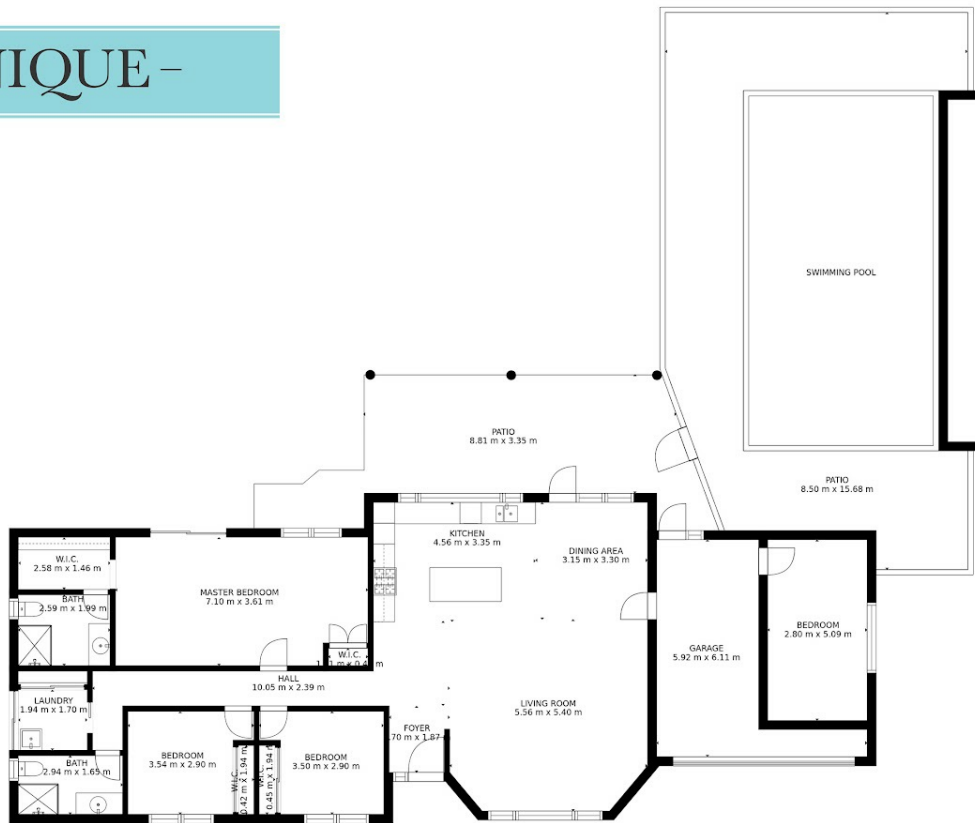 NIQUE –
SWIMMING POOL
PATIO
8.81 m x 3.35 m
PATIO
8.50 m x 15.68 m
KITCHEN
4.56 m x 3.35 m
DINING AREA
3.15 m x 3.30 m
W.I.C.
2.58 m x 1.46 m
MASTER BEDROOM
7.10 m x 3.61 m
BATH
2.59 m x 1.99 m
BEDROOM
2.80 m x 5.09 m
GARAGE
5.92 m x 6.11 m
W.I.C.
HALL
10.05 m x 2.39 m
LAUNDRY
1.94 m x 1.70 m
LIVING ROOM
5.56 m x 5.40 m
FOYER
.70 m x 1.87
BEDROOM
3.54 m x 2.90 m
W.I.C.
0.42 m x 1.94 m
W.I.C.
0.45 m x 1.94 m
BEDROOM
3.50 m x 2.90 m
BATH
2.94 m x 1.65 m